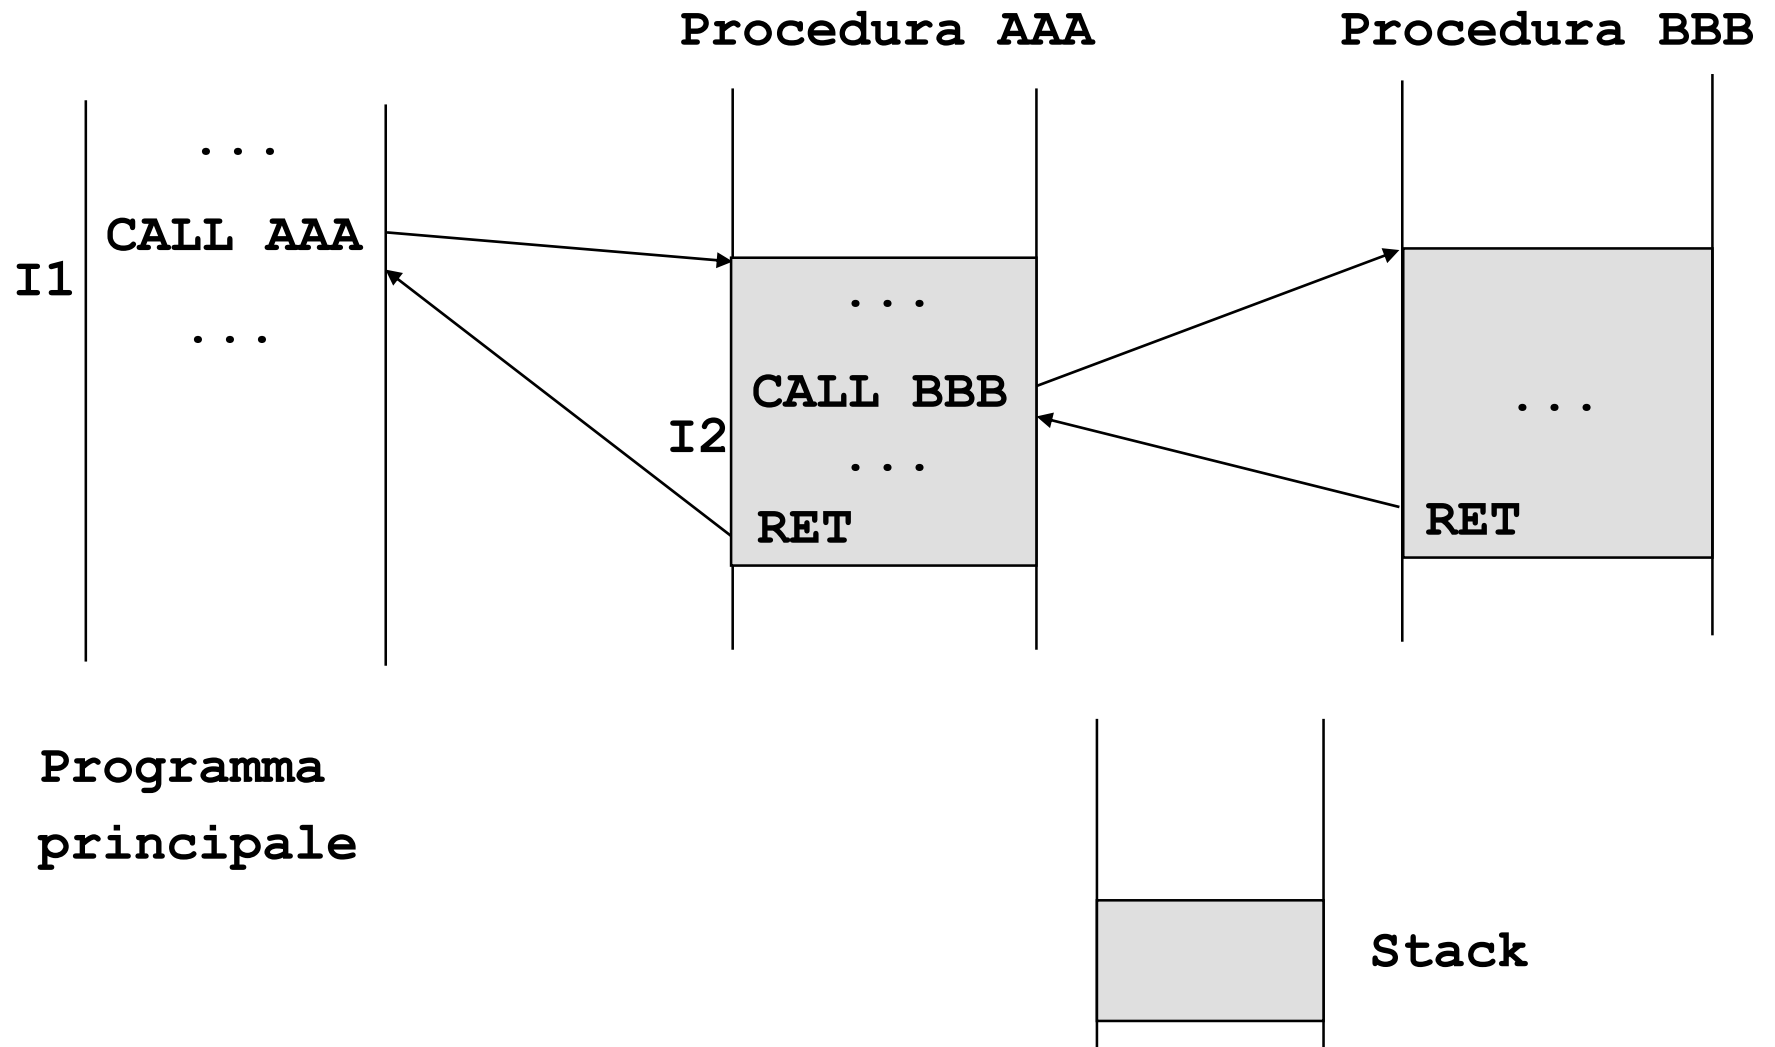 Procedura AAA
Procedura BBB
...
CALL AAA
I1
...
...
CALL BBB
I2
...
RET
...
RET
Programma
principale
Stack